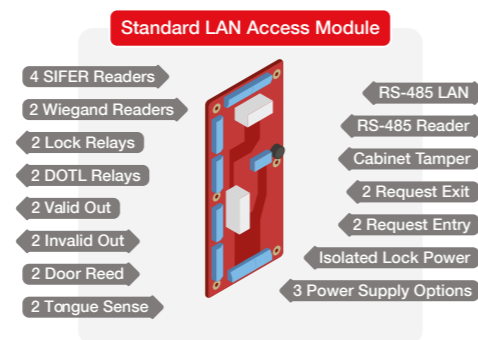 Standard LAN Access Module
4 SIFER Readers
2 Wiegand Readers
2 Lock Relays
2 DOTL Relays
2 Valid Out
2 Invalid Out
2 Door Reed
2 Tongue Sense
RS-485 LAN
RS-485 Reader
Cabinet Tamper
2 Request Exit
2 Request Entry
Isolated Lock Power
3 Power Supply Options